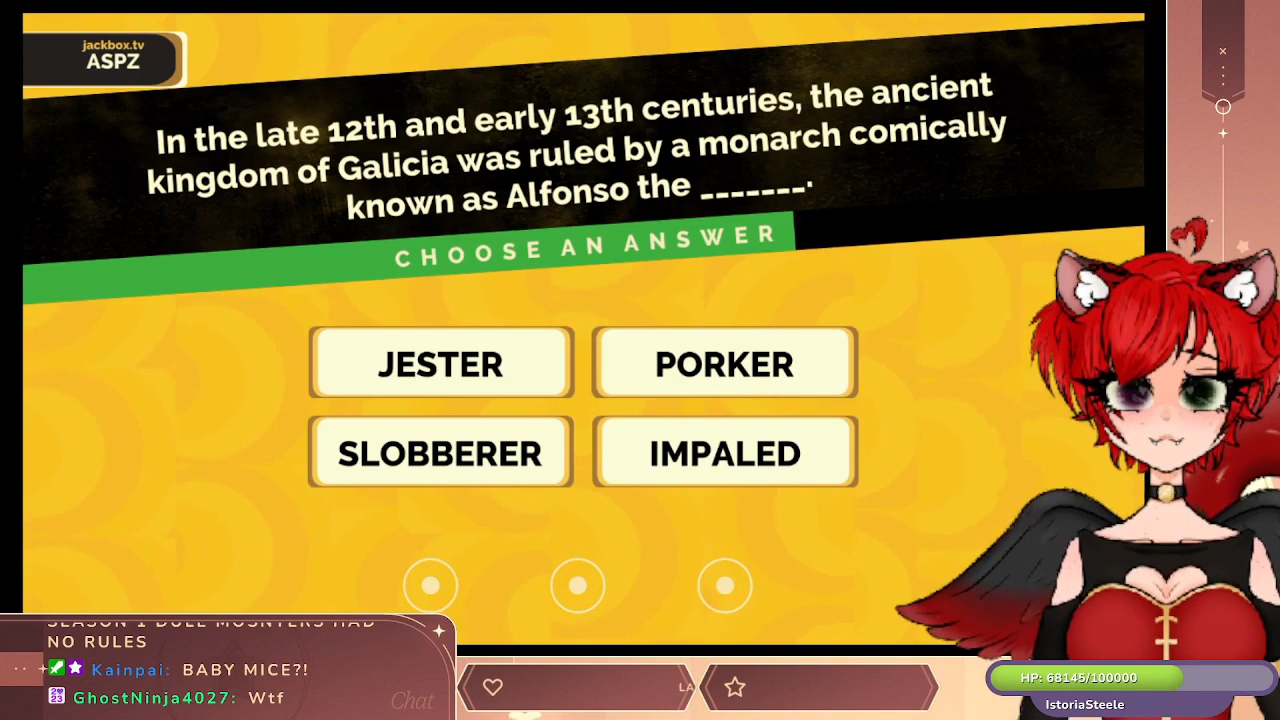 jackbox.tv
ASPZ
In the late 12th and early 13th centuries, the ancient
kingdom of Galicia was ruled by a monarch comically
known as Alfonso the _______.
CHOOSE AN ANSWER
JESTER
PORKER
SLOBBERER
IMPALED
NO RULES
Kainpai: BABY MICE?!
GhostNinja4027: Wtf
Chat
LA
HP: 68145/100000
IstoriaSteele